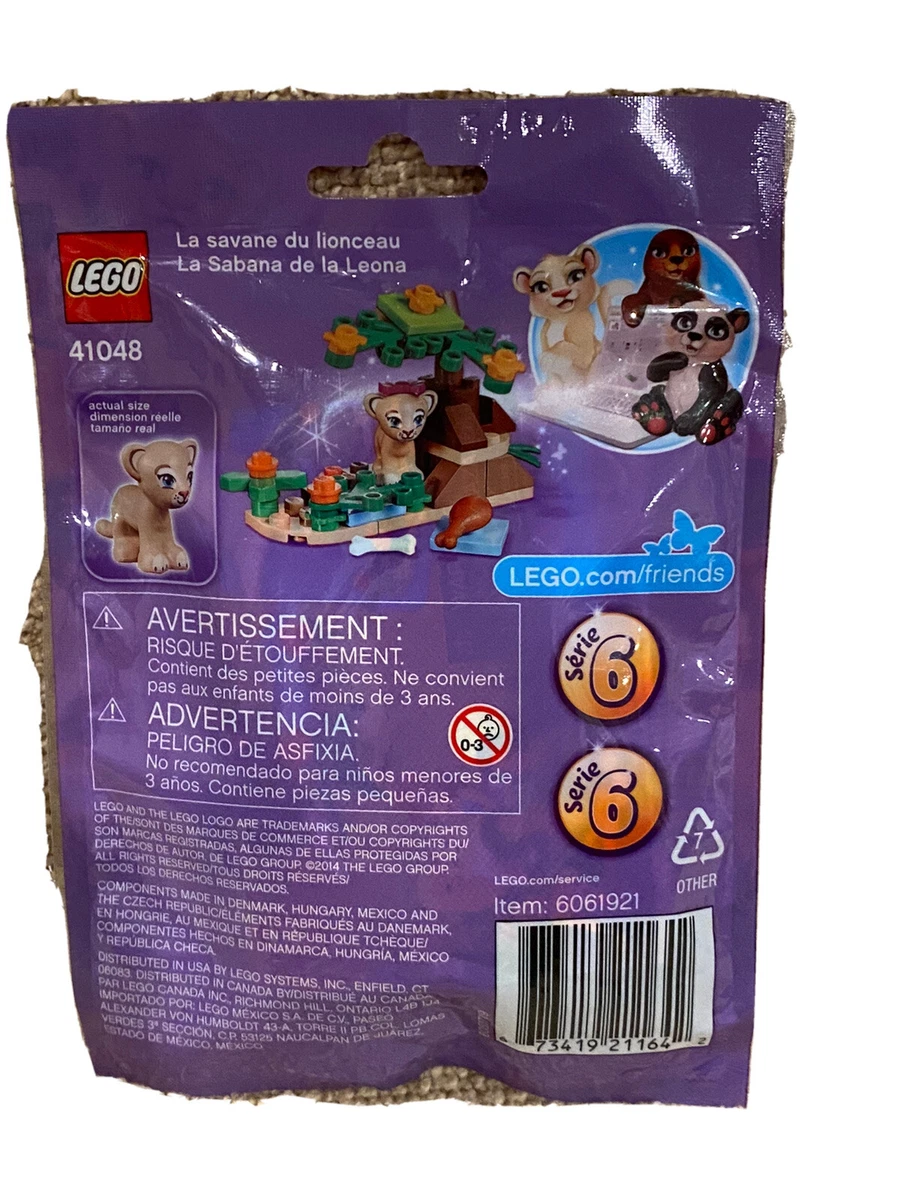 La savane du lionceau
La Sabana de la Leona
LEGO
41048
actual size
dimension réelle
tamaño real
LEGO.com/friends
AVERTISSEMENT :
RISQUE D'ÉTOUFFEMENT.
Contient des petites pièces. Ne convient
pas aux enfants de moins de 3 ans.
ADVERTENCIA:
PELIGRO DE ASFIXIA.
No recomendado para niños menores de
3 años. Contiene piezas pequeñas.
0-3
Série
6
Serie
6
LEGO AND THE LEGO LOGO ARE TRADEMARKS AND/OR COPYRIGHTS
OF THE/SONT DES MARQUES DE COMMERCE ET/OU COPYRIGHTS DU/
SON MARCAS REGISTRADAS, ALGUNAS DE ELLAS PROTEGIDAS POR
DERECHOS DE AUTOR, DE LEGO GROUP. ©2014 THE LEGO GROUP.
ALL RIGHTS RESERVED/TOUS DROITS RÉSERVÉS/
TODOS LOS DERECHOS RESERVADOS.
COMPONENTS MADE IN DENMARK, HUNGARY, MEXICO AND
THE CZECH REPUBLIC/ÉLÉMENTS FABRIQUÉS AU DANEMARK,
EN HONGRIE, AU MEXIQUE ET EN RÉPUBLIQUE TCHÈQUE/
COMPONENTES HECHOS EN DINAMARCA, HUNGRÍA, MÉXICO
Y REPÚBLICA CHECA.
DISTRIBUTED IN USA BY LEGO SYSTEMS, INC., ENFIELD, CT
06083. DISTRIBUTED IN CANADA BY/DISTRIBUÉ AU CANADA
PAR LEGO CANADA INC, RICHMOND HILL, ONTARIO L4B 1J4
IMPORTADO POR: LEGO MÉXICO S.A. DE C.V., PASEO
ALEXANDER VON HUMBOLDT 43-A, TORRE II PB COL. LOMAS
VERDES 3ª SECCIÓN, C.P. 53125 NAUCALPAN DE JUÁREZ,
ESTADO DE MÉXICO, MÉXICO
7
OTHER
LEGO.com/service
Item: 6061921
6 73419 21164 2